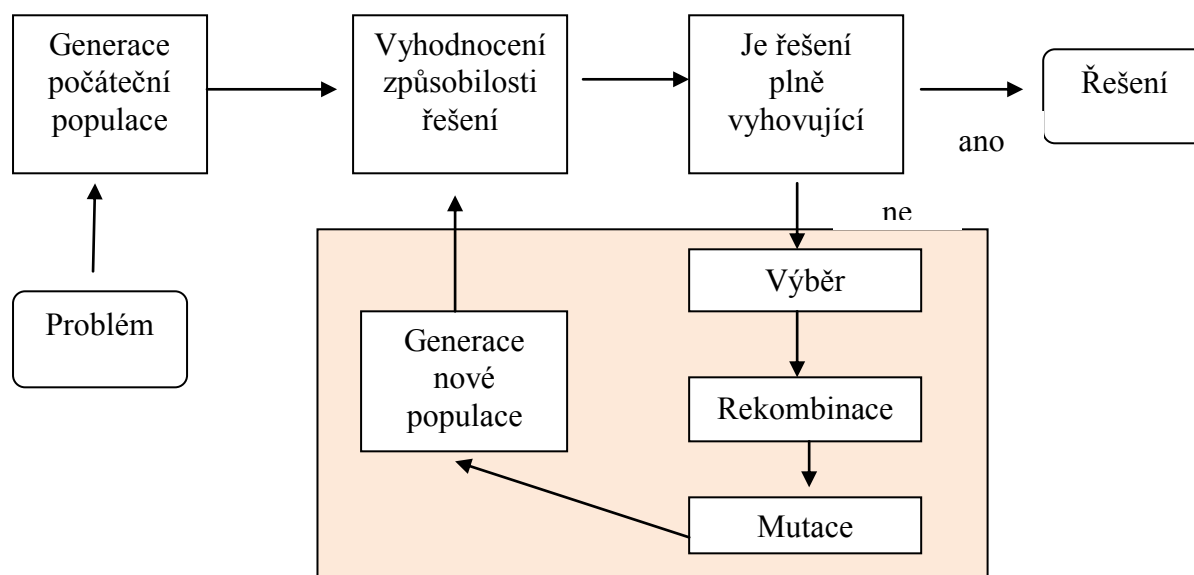 Generace
počáteční
populace
Vyhodnocení
způsobilosti
řešení
Je řešení
plně
vyhovující
Řešení
ano
ne
Výběr
Problém
Generace
nové
populace
Rekombinace
Mutace